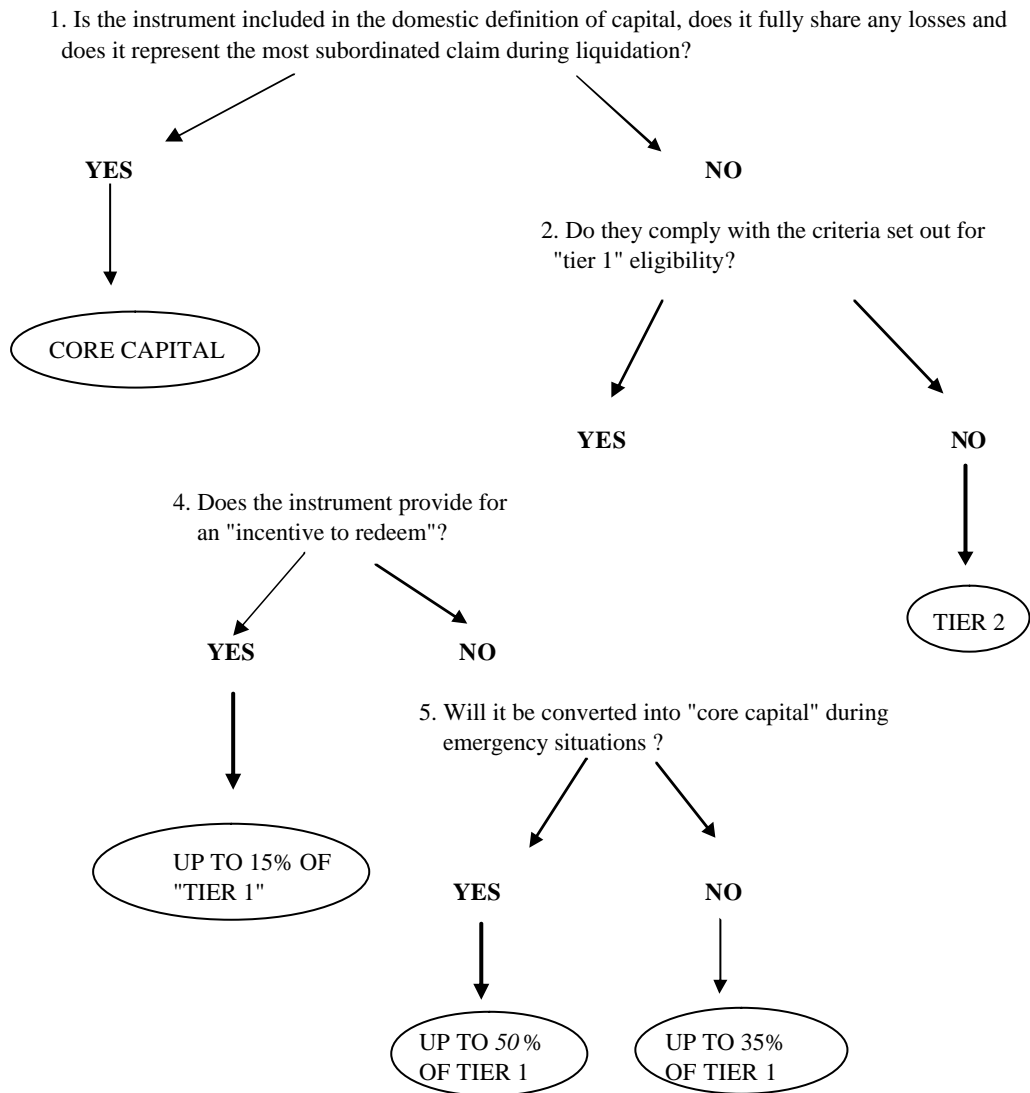 1. Is the instrument included in the domestic definition of capital, does it fully share any losses and
does it represent the most subordinated claim during liquidation?
YES
NO
2. Do they comply with the criteria set out for
"tier 1" eligibility?
CORE CAPITAL
YES
NO
4. Does the instrument provide for
an "incentive to redeem"?
TIER 2
YES
NO
5. Will it be converted into "core capital" during
emergency situations ?
UP TO 15% OF
"TIER 1"
YES
NO
UP TO 50%
OF TIER 1
UP TO 35%
OF TIER 1